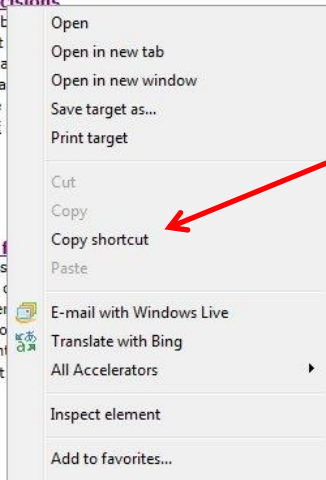 Open
Open in new tab
Open in new window
Save target as...
Print target
Cut
Copy
Copy shortcut
Paste
E-mail with Windows Live
Translate with Bing
All Accelerators
Inspect element
Add to favorites...